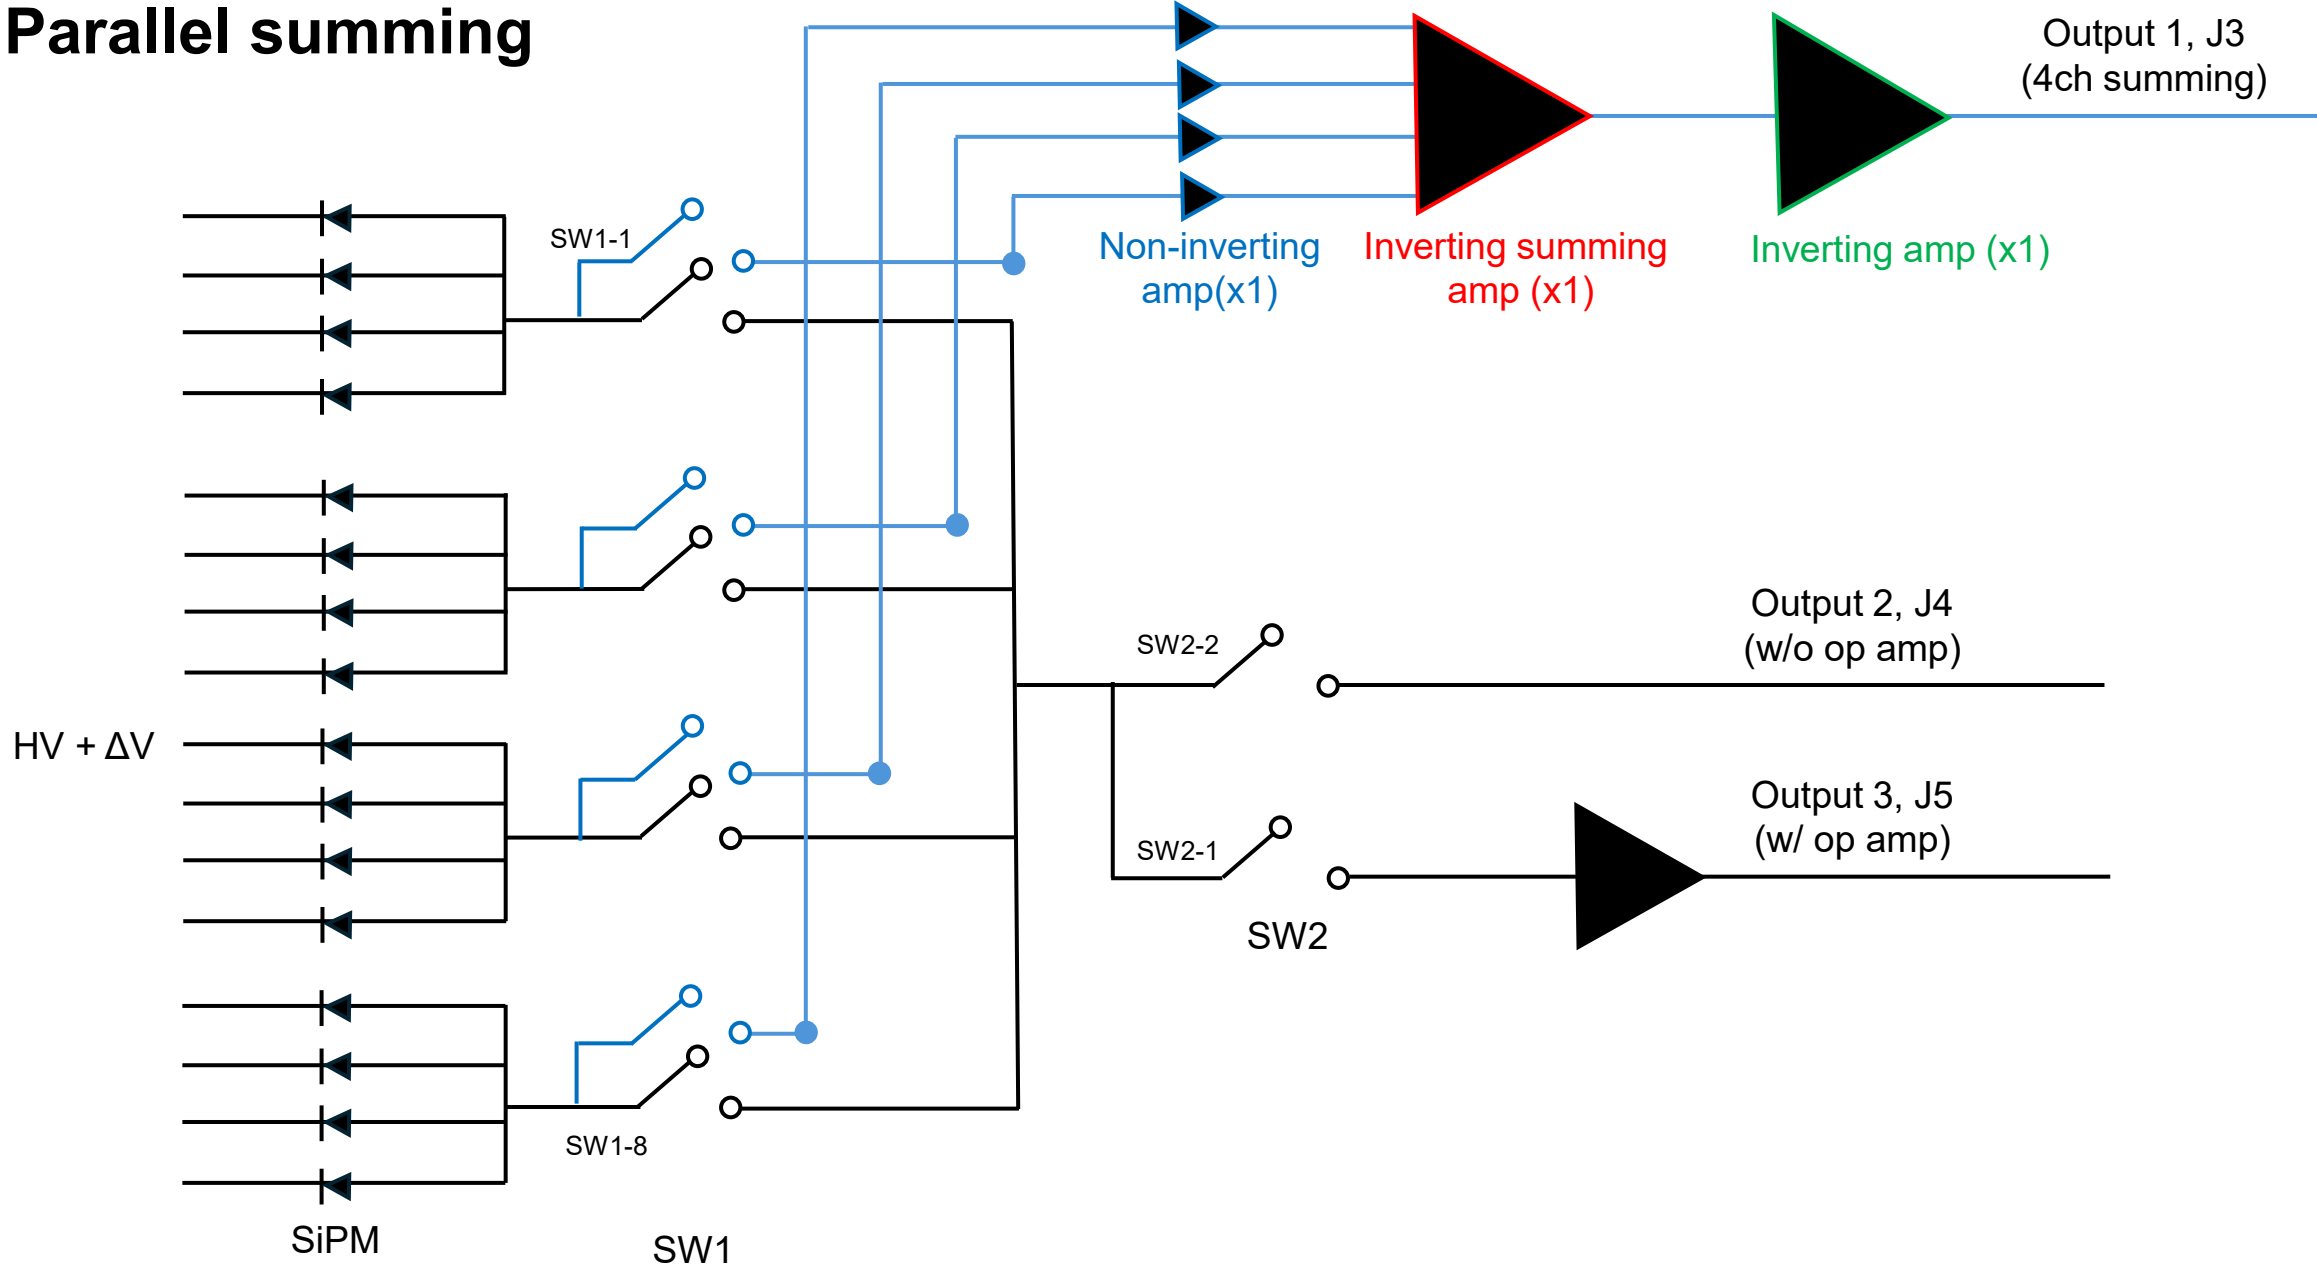 Parallel summing
Output 1, J3
(4ch summing)
SW1-1
Non-inverting
amp(x1)
Inverting summing
amp (x1)
Inverting amp (x1)
Output 2, J4
(w/o op amp)
SW2-2
HV + ΔV
Output 3, J5
(w/ op amp)
SW2-1
SW2
SW1-8
SiPM
SW1